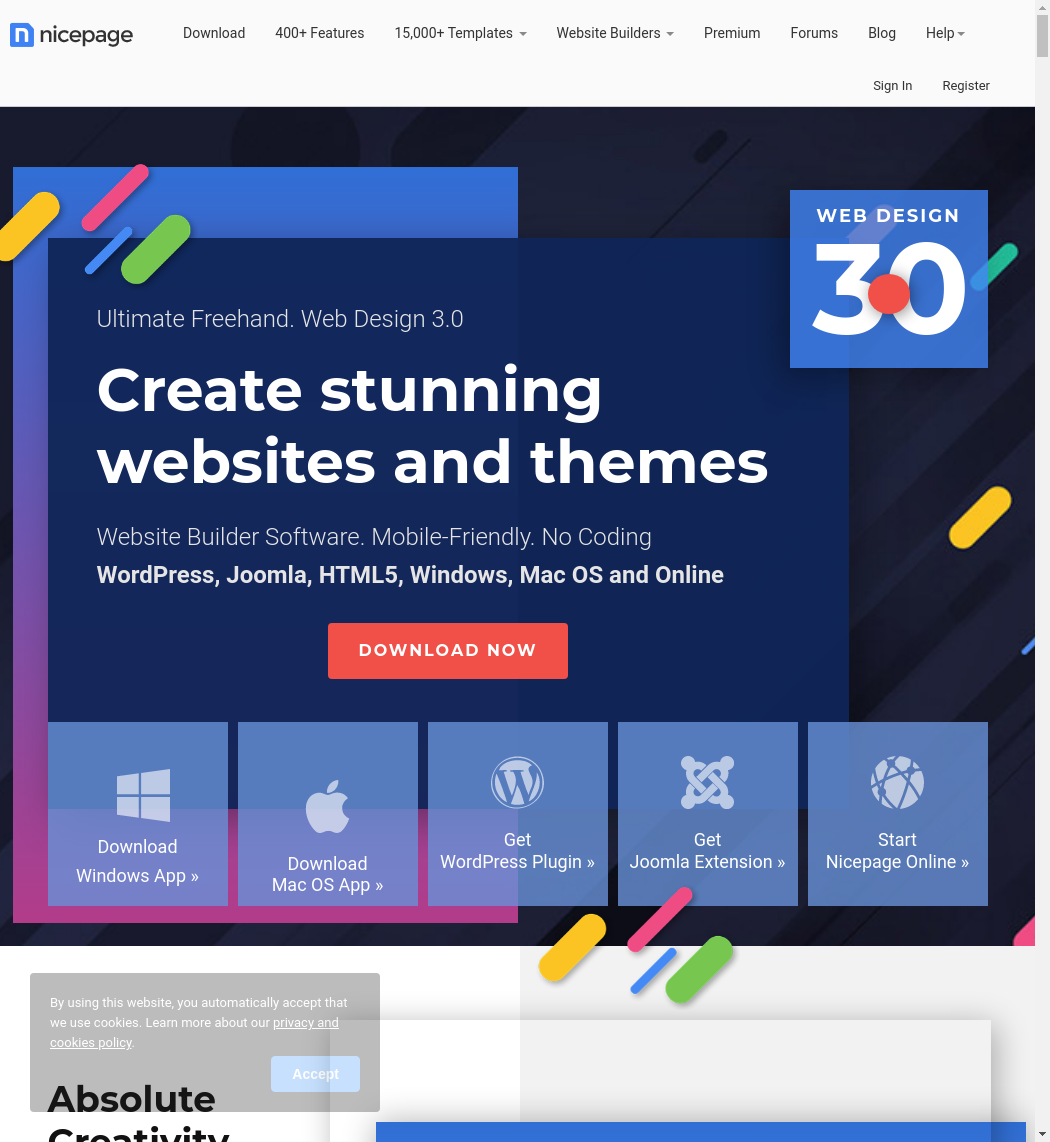 nicepage
Download 400+ Features 15,000+ Templates Website Builders Premium Forums Blog Help
Sign In Register
WEB DESIGN
30
Ultimate Freehand. Web Design 3.0
Create stunning
websites and themes
Website Builder Software. Mobile-Friendly. No Coding
WordPress, Joomla, HTML5, Windows, Mac OS and Online
DOWNLOAD NOW
Download
Windows App »
Download
Mac OS App »
Get
WordPress Plugin »
Get
Joomla Extension »
Start
Nicepage Online »
By using this website, you automatically accept that
we use cookies. Learn more about our privacy and
cookies policy.
Accept
Absolute
Creativity